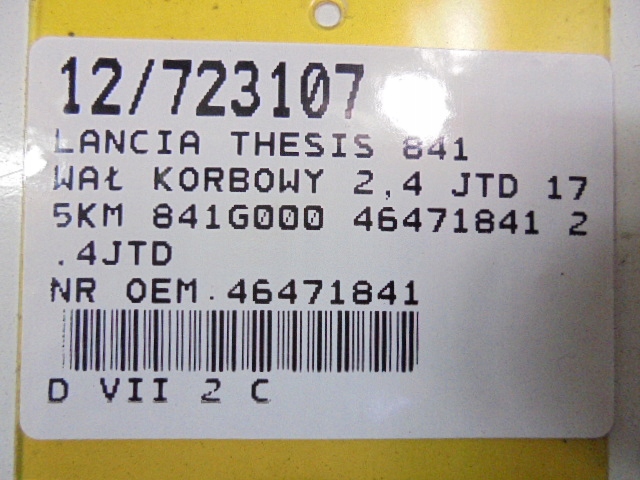 12/723107
LANCIA THESIS 841
WAŁ KORBOWY 2,4 JTD 17
5KM 841G000 46471841 2
.4JTD
NR OEM.46471841
D VII 2 C